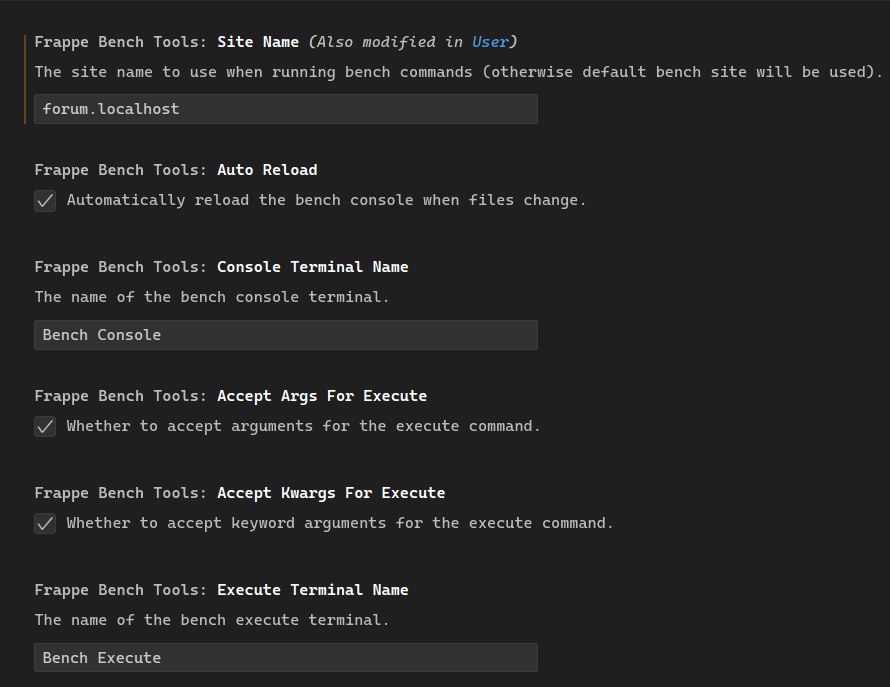 Frappe Bench Tools: Site Name (Also modified in User)
The site name to use when running bench commands (otherwise default bench site will be used).
forum.localhost
Frappe Bench Tools: Auto Reload
Automatically reload the bench console when files change.
Frappe Bench Tools: Console Terminal Name
The name of the bench console terminal.
Bench Console
Frappe Bench Tools: Accept Args For Execute
Whether to accept arguments for the execute command.
Frappe Bench Tools: Accept Kwargs For Execute
Whether to accept keyword arguments for the execute command.
Frappe Bench Tools: Execute Terminal Name
The name of the bench execute terminal.
Bench Execute